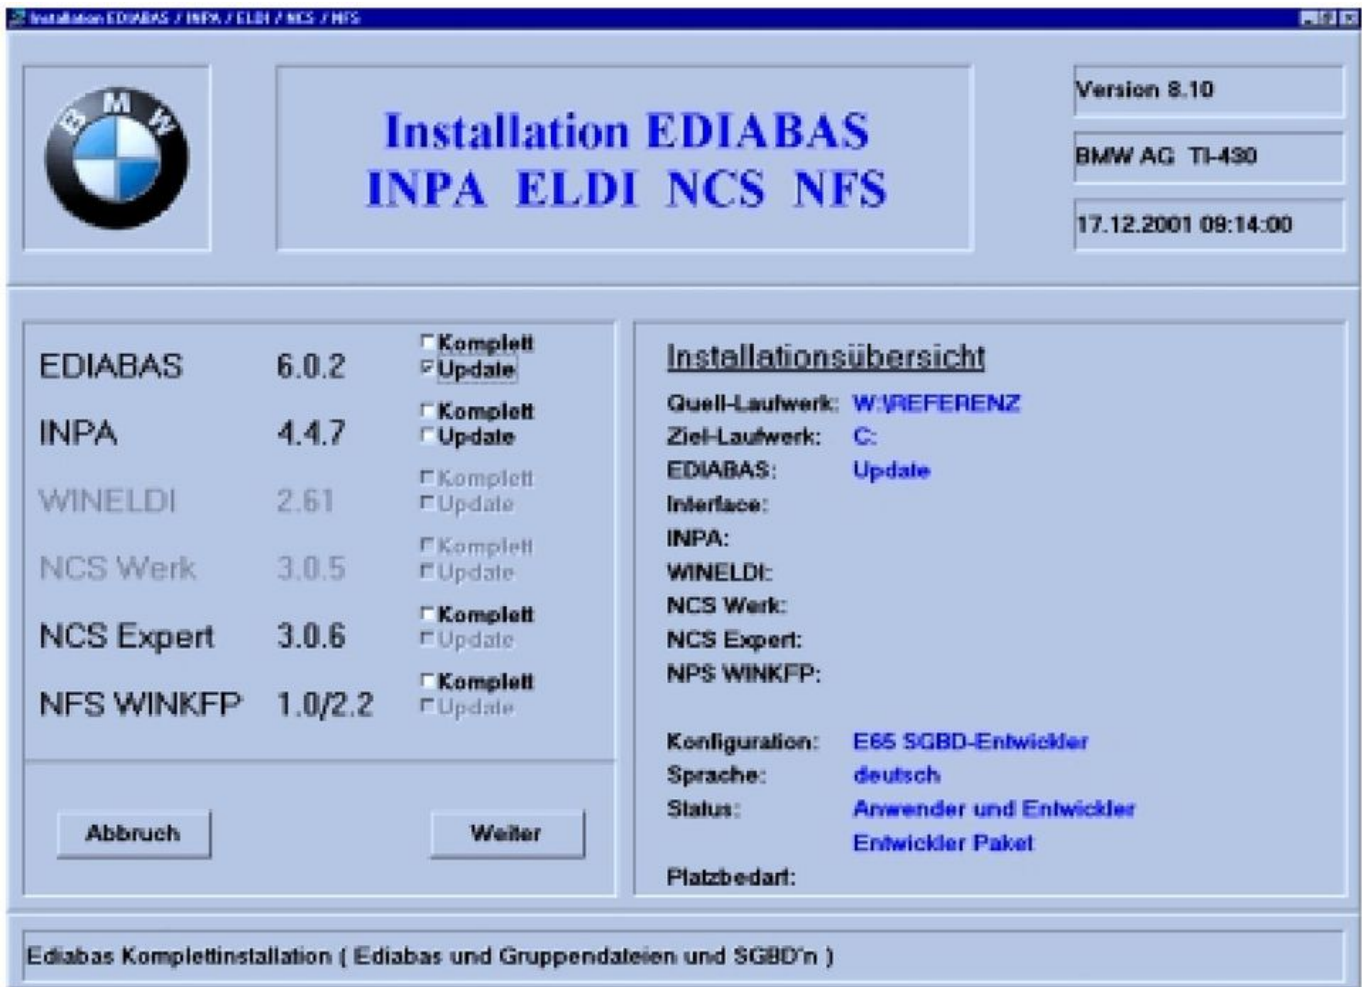 Installation EDIABAS / INPA / ELDI / NCS / NFS
BMW
Installation EDIABAS
INPA ELDI NCS NFS
Version 8.10
BMW AG TI-430
17.12.2001 09:14:00
EDIABAS 6.0.2 Komplett
Update
INPA 4.4.7 Komplett
Update
WINELDI 2.61 Komplett
Update
NCS Werk 3.0.5 Komplett
Update
NCS Expert 3.0.6 Komplett
Update
NFS WINKFP 1.0/2.2 Komplett
Update
Abbruch Weiter
Installationsübersicht
Quell-Laufwerk: W:\REFERENZ
Ziel-Laufwerk: C:
EDIABAS: Update
Interface:
INPA:
WINELDI:
NCS Werk:
NCS Expert:
NPS WINKFP:
Konfiguration: E65 SGBD-Entwickler
Sprache: deutsch
Status: Anwender und Entwickler
Entwickler Paket
Platzbedarf:
Ediabas Komplettinstallation ( Ediabas und Gruppendateien und SGBD'n )